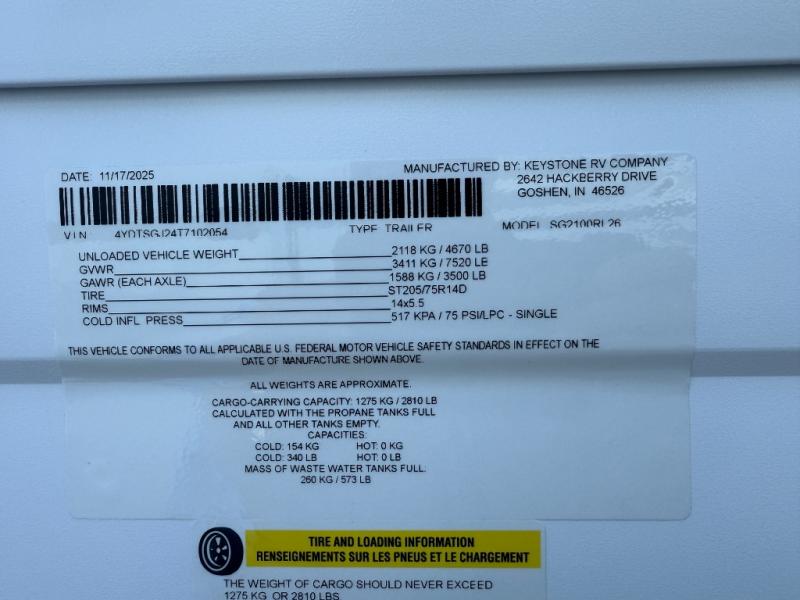 DATE: 11/17/2025
MANUFACTURED BY: KEYSTONE RV COMPANY
2642 HACKBERRY DRIVE
GOSHEN, IN 46526
VIN 4YDTSGJ24T7102054 TYPE TRAILER MODEL SG2100RL26
UNLOADED VEHICLE WEIGHT 2118 KG / 4670 LB
GVWR 3411 KG / 7520 LB
GAWR (EACH AXLE) 1588 KG / 3500 LB
TIRE ST205/75R14D
RIMS 14x5.5
COLD INFL PRESS 517 KPA / 75 PSI/LPC - SINGLE
THIS VEHICLE CONFORMS TO ALL APPLICABLE U.S. FEDERAL MOTOR VEHICLE SAFETY STANDARDS IN EFFECT ON THE
DATE OF MANUFACTURE SHOWN ABOVE.
ALL WEIGHTS ARE APPROXIMATE.
CARGO-CARRYING CAPACITY: 1275 KG / 2810 LB
CALCULATED WITH THE PROPANE TANKS FULL
AND ALL OTHER TANKS EMPTY.
CAPACITIES:
COLD: 154 KG HOT: 0 KG
COLD: 340 LB HOT: 0 LB
MASS OF WASTE WATER TANKS FULL:
260 KG / 573 LB
TIRE AND LOADING INFORMATION
RENSEIGNEMENTS SUR LES PNEUS ET LE CHARGEMENT
THE WEIGHT OF CARGO SHOULD NEVER EXCEED
1275 KG OR 2810 LBS